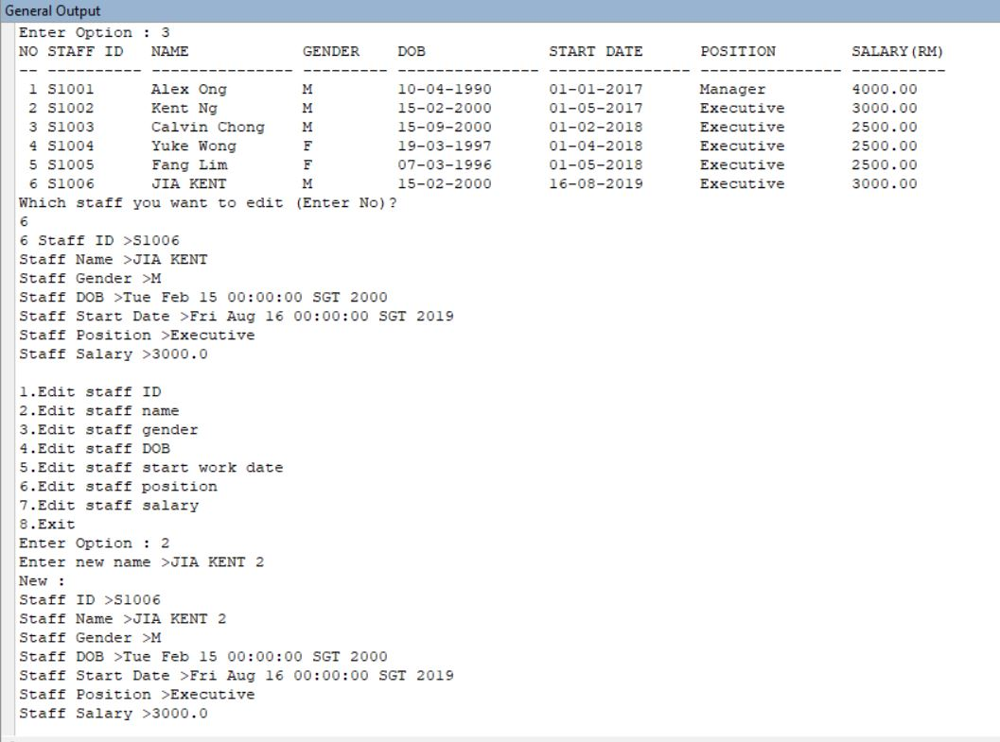 General Output
Enter Option : 3
NO STAFF ID   NAME            GENDER    DOB             START DATE      POSITION        SALARY(RM)
-- ---------- --------------- --------- --------------- --------------- --------------- ----------
 1 S1001      Alex Ong        M         10-04-1990      01-01-2017      Manager         4000.00
 2 S1002      Kent Ng         M         15-02-2000      01-05-2017      Executive       3000.00
 3 S1003      Calvin Chong    M         15-09-2000      01-02-2018      Executive       2500.00
 4 S1004      Yuke Wong       F         19-03-1997      01-04-2018      Executive       2500.00
 5 S1005      Fang Lim        F         07-03-1996      01-05-2018      Executive       2500.00
 6 S1006      JIA KENT        M         15-02-2000      16-08-2019      Executive       3000.00
Which staff you want to edit (Enter No)?
6
6 Staff ID >S1006
Staff Name >JIA KENT
Staff Gender >M
Staff DOB >Tue Feb 15 00:00:00 SGT 2000
Staff Start Date >Fri Aug 16 00:00:00 SGT 2019
Staff Position >Executive
Staff Salary >3000.0

1.Edit staff ID
2.Edit staff name
3.Edit staff gender
4.Edit staff DOB
5.Edit staff start work date
6.Edit staff position
7.Edit staff salary
8.Exit
Enter Option : 2
Enter new name >JIA KENT 2
New :
Staff ID >S1006
Staff Name >JIA KENT 2
Staff Gender >M
Staff DOB >Tue Feb 15 00:00:00 SGT 2000
Staff Start Date >Fri Aug 16 00:00:00 SGT 2019
Staff Position >Executive
Staff Salary >3000.0